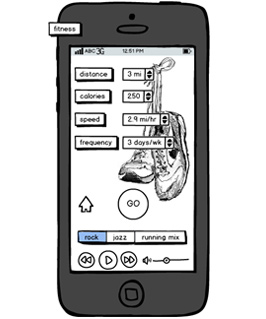 fitness
ABC 3G 12:51 PM
distance 3 mi
calories 250
speed 2.9 mi/hr
frequency 3 days/wk
GO
rock jazz running mix